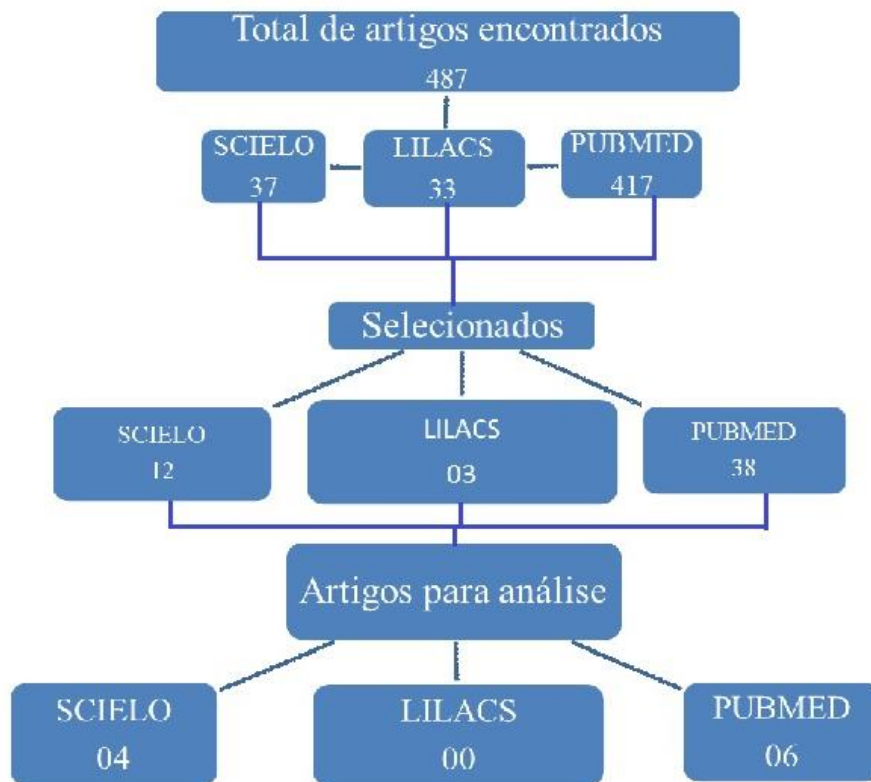 Total de artigos encontrados
487
SCIELO
37
LILACS
33
PUBMED
417
Selecionados
SCIELO
12
LILACS
03
PUBMED
38
Artigos para análise
SCIELO
04
LILACS
00
PUBMED
06